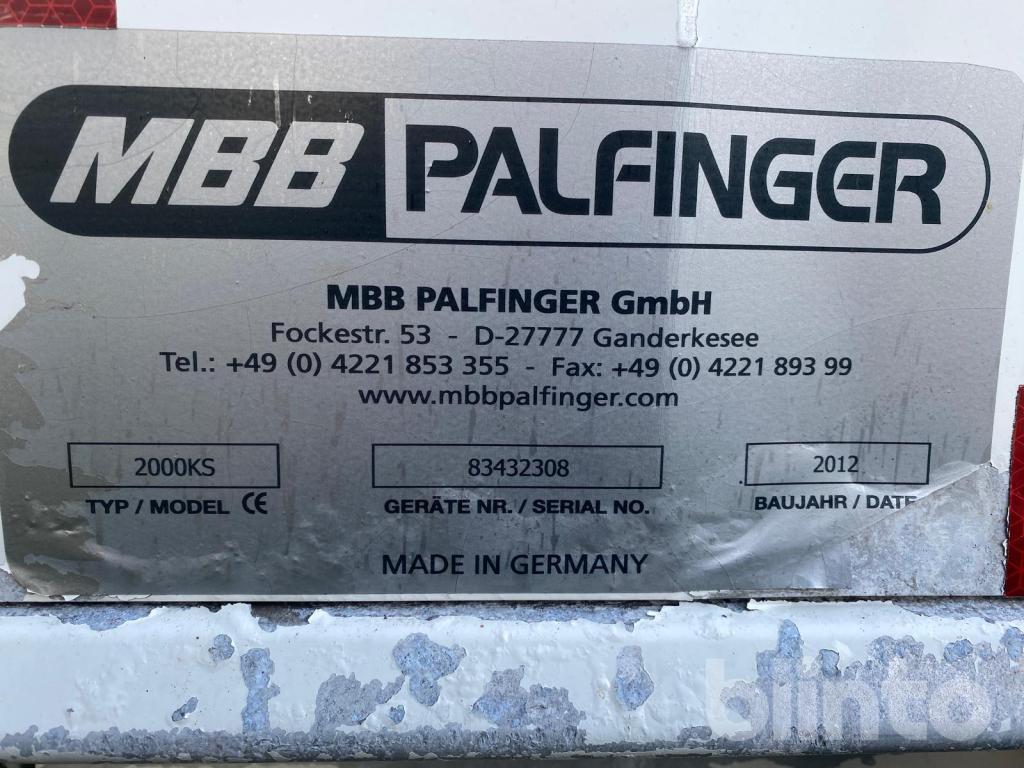 MBB PALFINGER
MBB PALFINGER GmbH
Fockestr. 53 - D-27777 Ganderkesee
Tel.: +49 (0) 4221 853 355 - Fax: +49 (0) 4221 893 99
www.mbbpalfinger.com
2000KS 83432308 2012
TYP / MODEL CE GERÄTE NR. / SERIAL NO. BAUJAHR / DATE
MADE IN GERMANY
blinto